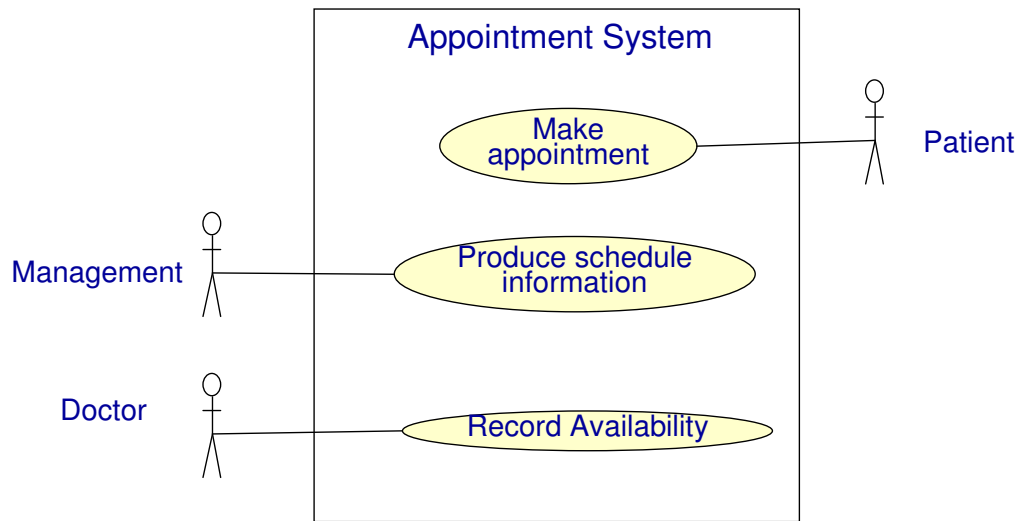 Appointment System
Make
appointment
Patient
Management
Produce schedule
information
Doctor
Record Availability